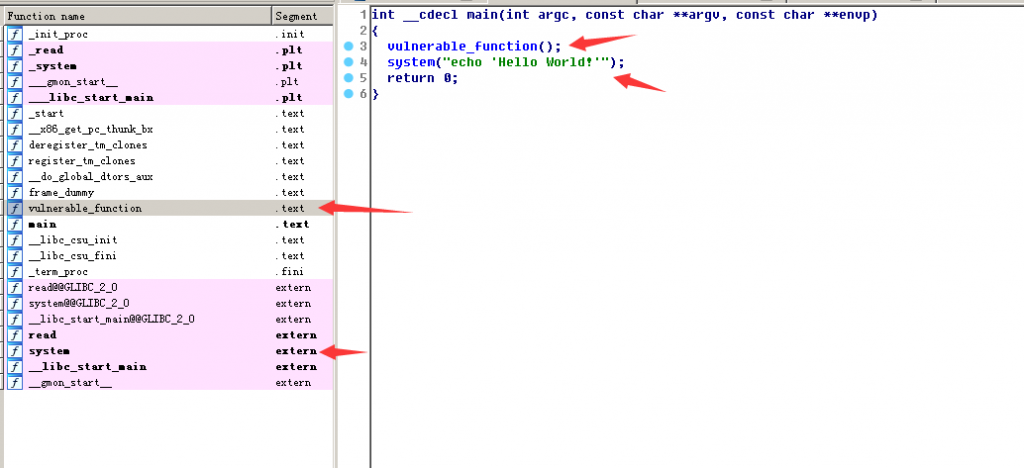 Function name Segment
f _init_proc .init
f _read .plt
f _system .plt
f ___gmon_start__ .plt
f ___libc_start_main .plt
f _start .text
f __x86_get_pc_thunk_bx .text
f deregister_tm_clones .text
f register_tm_clones .text
f __do_global_dtors_aux .text
f frame_dummy .text
f vulnerable_function .text
f main .text
f __libc_csu_init .text
f __libc_csu_fini .text
f _term_proc .fini
f read@@GLIBC_2_0 extern
f system@@GLIBC_2_0 extern
f __libc_start_main@@GLIBC_2_0 extern
f read extern
f system extern
f __libc_start_main extern
f __gmon_start__ extern
1 int __cdecl main(int argc, const char **argv, const char **envp)
2 {
3 vulnerable_function();
4 system("echo 'Hello World!'");
5 return 0;
6 }